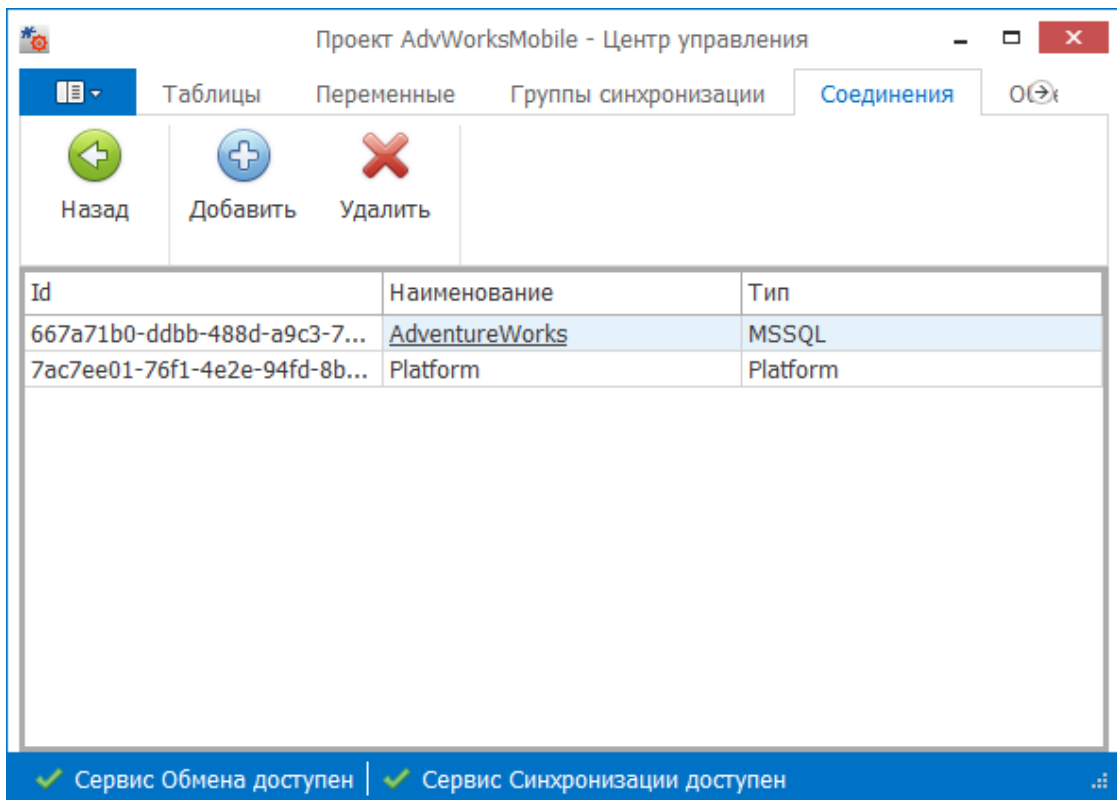 Проект AdvWorksMobile - Центр управления
Таблицы Переменные Группы синхронизации Соединения
Назад Добавить Удалить
Id Наименование Тип
667a71b0-ddbb-488d-a9c3-7... AdventureWorks MSSQL
7ac7ee01-76f1-4e2e-94fd-8b... Platform Platform
Сервис Обмена доступен Сервис Синхронизации доступен